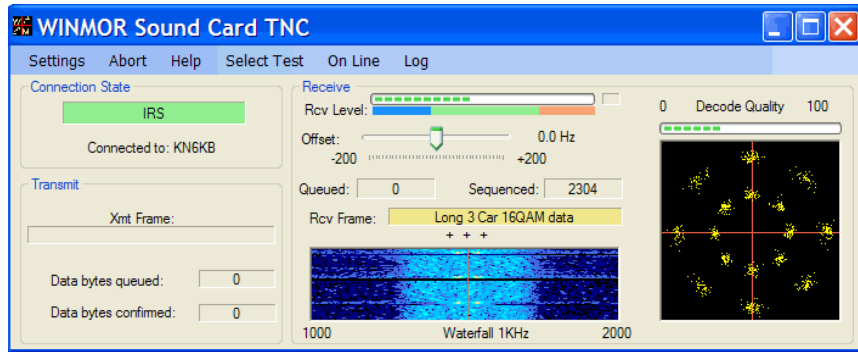 WINMOR Sound Card TNC
Settings Abort Help Select Test On Line Log
Connection State
IRS
Connected to: KN6KB
Transmit
Xmt Frame:
Data bytes queued: 0
Data bytes confirmed: 0
Receive
Rcv Level:
Offset: 0.0 Hz
-200 +200
Queued: 0 Sequenced: 2304
Rcv Frame: Long 3 Car 16QAM data
+ + +
1000 Waterfall 1KHz 2000
0 Decode Quality 100